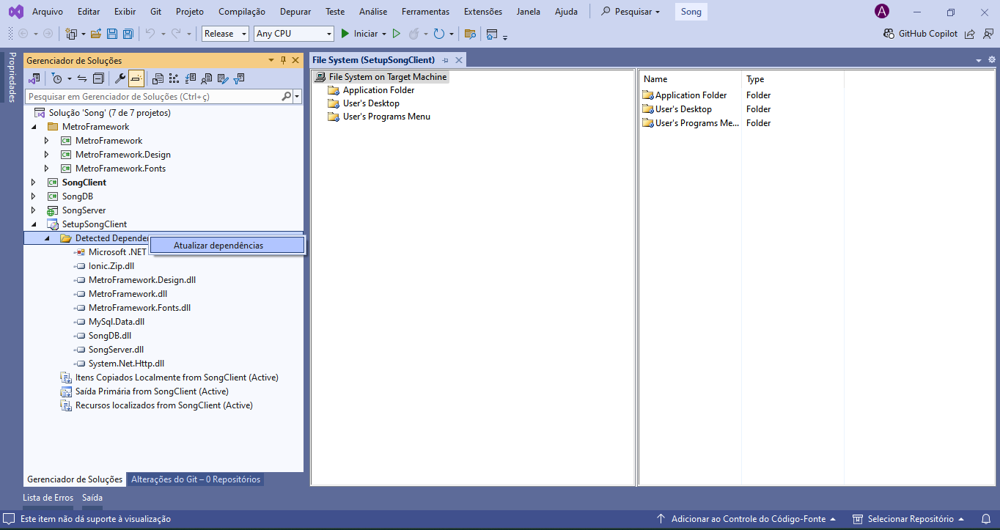 Arquivo Editar Exibir Git Projeto Compilação Depurar Teste Análise Ferramentas Extensões Janela Ajuda Pesquisar Song A
Release Any CPU Iniciar GitHub Copilot
Propriedades
Gerenciador de Soluções
Pesquisar em Gerenciador de Soluções (Ctrl+ç)
Solução 'Song' (7 de 7 projetos)
MetroFramework
C# MetroFramework
C# MetroFramework.Design
C# MetroFramework.Fonts
C# SongClient
C# SongDB
SongServer
SetupSongClient
Detected Depende
Atualizar dependências
Microsoft .NET
Ionic.Zip.dll
MetroFramework.Design.dll
MetroFramework.dll
MetroFramework.Fonts.dll
MySql.Data.dll
SongDB.dll
SongServer.dll
System.Net.Http.dll
Itens Copiados Localmente from SongClient (Active)
Saída Primária from SongClient (Active)
Recursos localizados from SongClient (Active)
Gerenciador de Soluções Alterações do Git – 0 Repositórios
File System (SetupSongClient)
File System on Target Machine
Application Folder
User's Desktop
User's Programs Menu
Name Type
Application Folder Folder
User's Desktop Folder
User's Programs Me... Folder
Lista de Erros Saída
Este item não dá suporte à visualização Adicionar ao Controle do Código-Fonte Selecionar Repositório